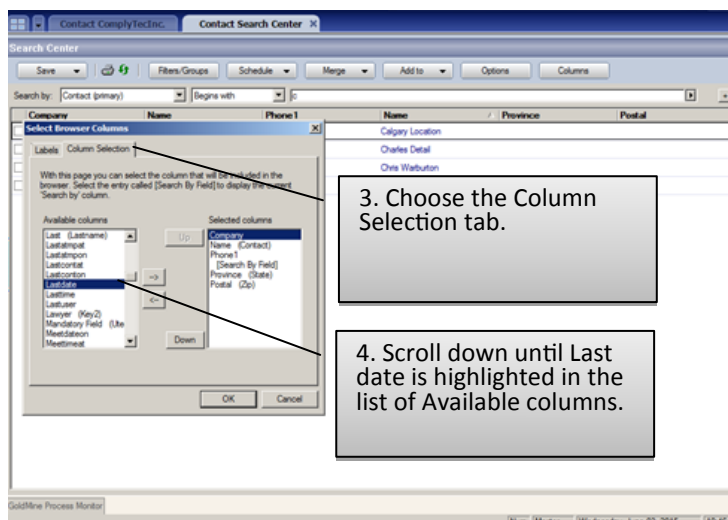 Contact ComplyTecInc.
Contact Search Center ×
Search Center
Save
Filters/Groups
Schedule
Merge
Add to
Options
Columns
Search by: Contact (primary)
Begins with
c
Company Name Phone1 Name Province Postal
Select Browser Columns
Labels Column Selection
With this page you can select the column that will be included in the
browser. Select the entry called [Search By Field] to display the current
'Search by' column.
Available columns
Last (Lastname)
Lastatmpat
Lastatmpon
Lastcontat
Lastconton
Lastdate
Lasttime
Lastuser
Lawyer (Key2)
Mandatory Field (Ute
Meetdateon
Meettimeat
Up
-->
<--
Down
Selected columns
Company
Name (Contact)
Phone1
[Search By Field]
Province (State)
Postal (Zip)
OK
Cancel
Calgary Location
Charles Detail
Chris Warburton
3. Choose the Column
Selection tab.
4. Scroll down until Last
date is highlighted in the
list of Available columns.
GoldMine Process Monitor